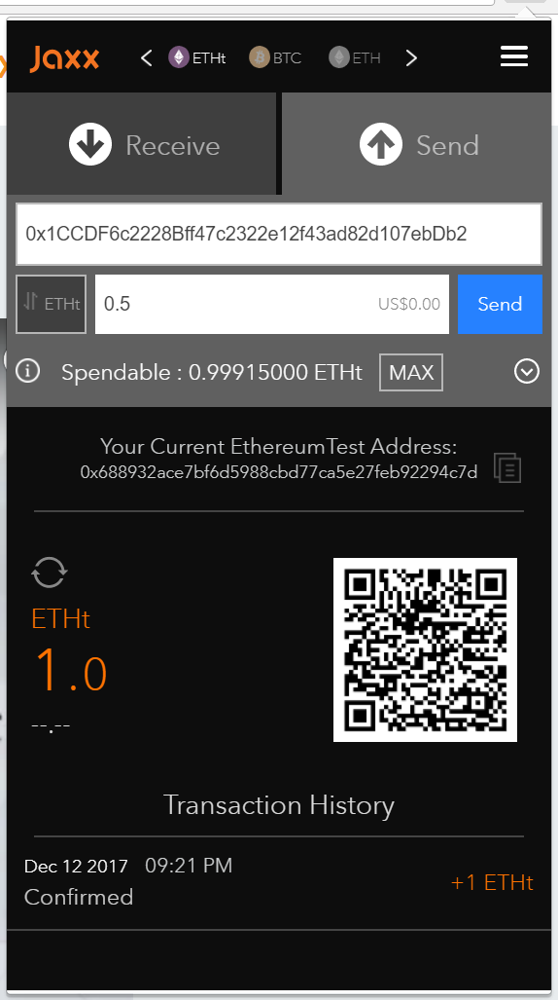 Jaxx
ETHt BTC ETH
Receive Send
0x1CCDF6c2228Bff47c2322e12f43ad82d107ebDb2
ETHt 0.5 US$0.00 Send
Spendable : 0.99915000 ETHt MAX
Your Current EthereumTest Address:
0x688932ace7bf6d5988cbd77ca5e27feb92294c7d
ETHt
1.0
--.--
Transaction History
Dec 12 2017 09:21 PM
+1 ETHt
Confirmed